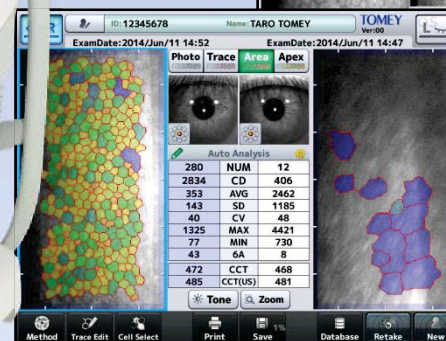 ID: 12345678 Name: TARO TOMEY TOMEY
Ver:00
ExamDate:2014/Jun/11 14:52 ExamDate:2014/Jun/11 14:47
Photo Trace Area Apex
Auto Analysis
280 NUM 12
2834 CD 406
353 AVG 2462
143 SD 1185
40 CV 48
1325 MAX 4421
77 MIN 730
43 6A 8
472 CCT 468
485 CCT(US) 481
Tone Zoom
Method Trace Edit Cell Select Print Save 1% Database Retake New